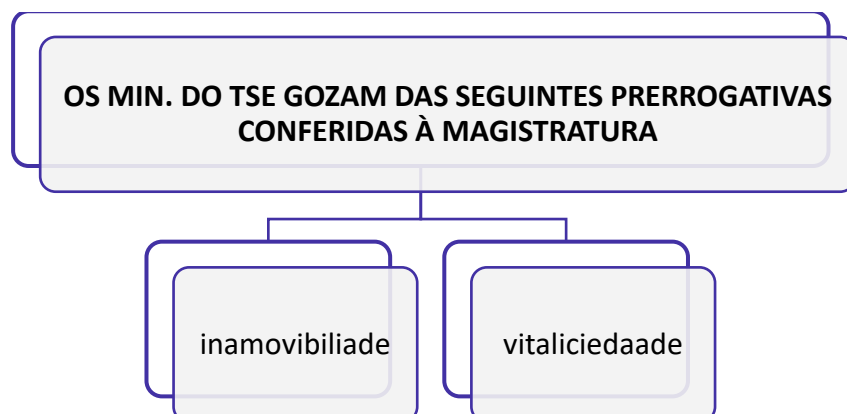 OS MIN. DO TSE GOZAM DAS SEGUINTES PRERROGATIVAS
CONFERIDAS À MAGISTRATURA
inamovibiliade
vitaliciedaade